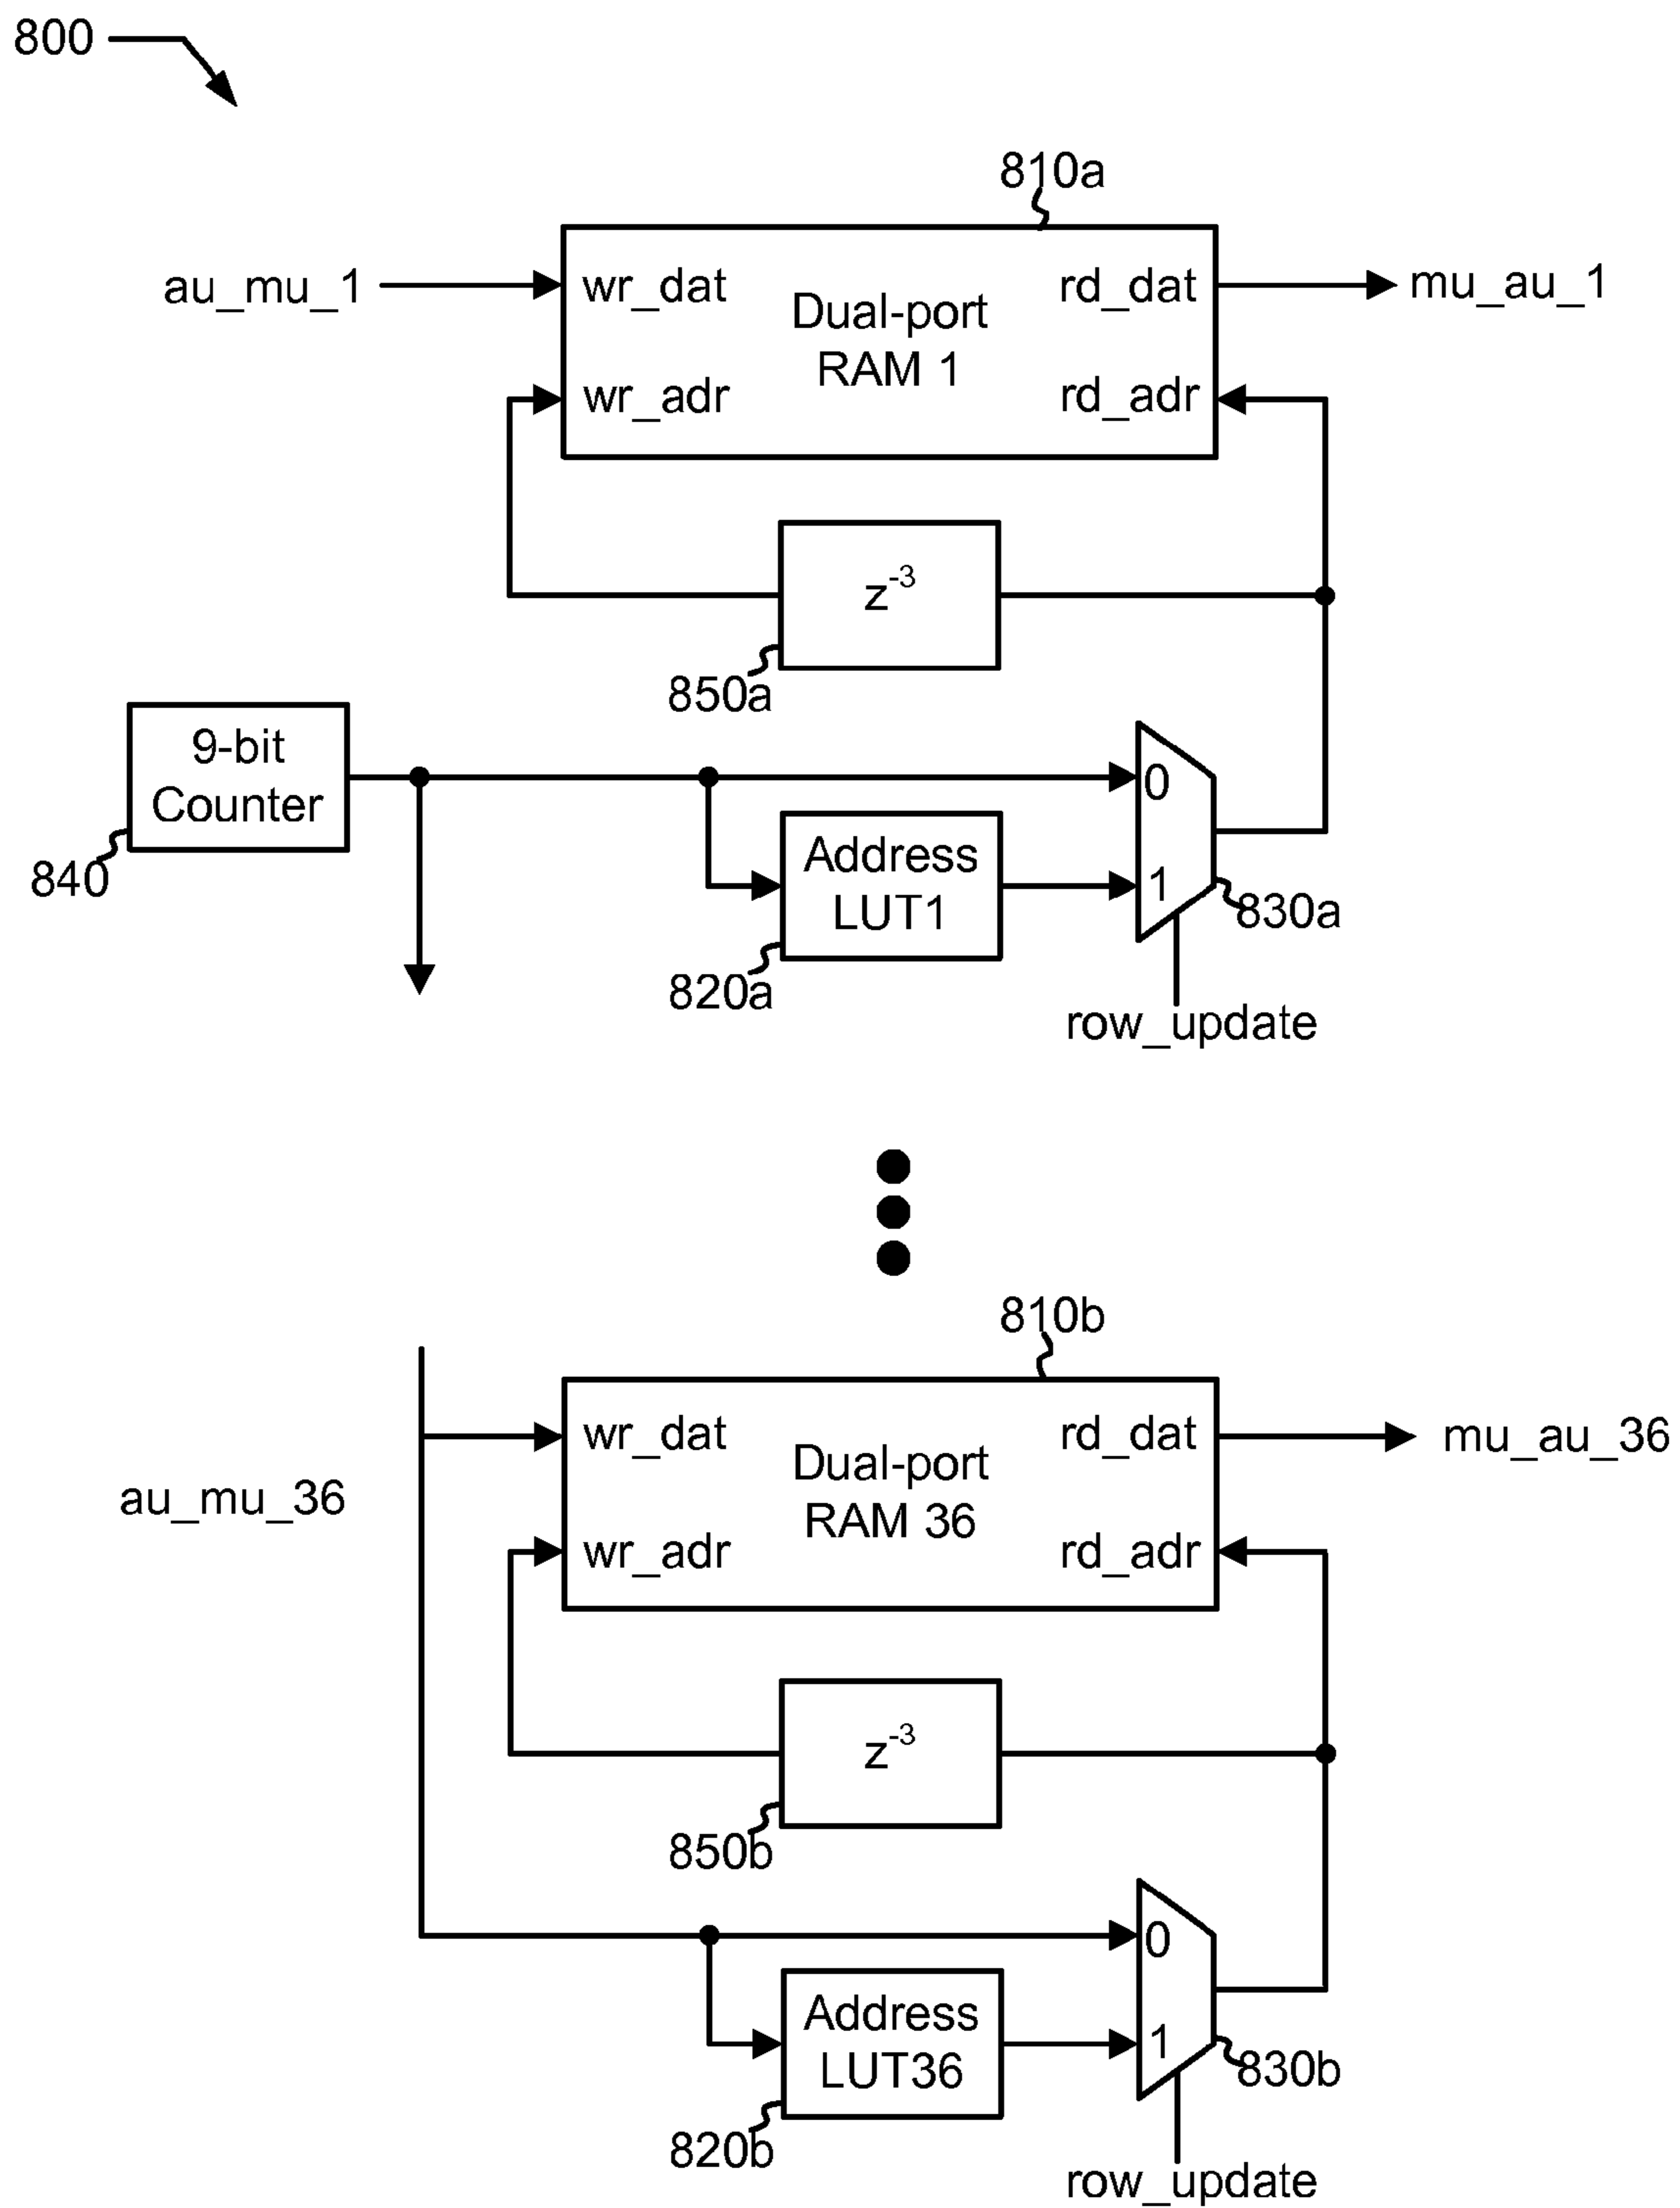 800
810a
au_mu_1
wr_dat
rd_dat
mu_au_1
Dual-port
RAM 1
wr_adr
rd_adr
z⁻³
850a
9-bit
Counter
840
0
Address
LUT1
1
830a
820a
row_update
810b
wr_dat
rd_dat
mu_au_36
Dual-port
RAM 36
au_mu_36
wr_adr
rd_adr
z⁻³
850b
0
Address
LUT36
1
830b
820b
row_update